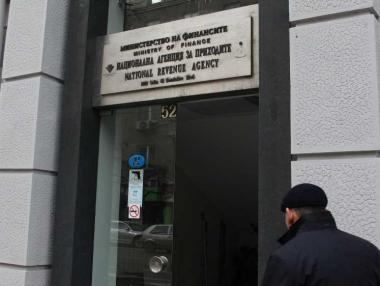 МИНИСТЕРСТВО НА ФИНАНСИТЕ
MINISTRY OF FINANCE
НАЦИОНАЛНА АГЕНЦИЯ ЗА ПРИХОДИТЕ
NATIONAL REVENUE AGENCY
52